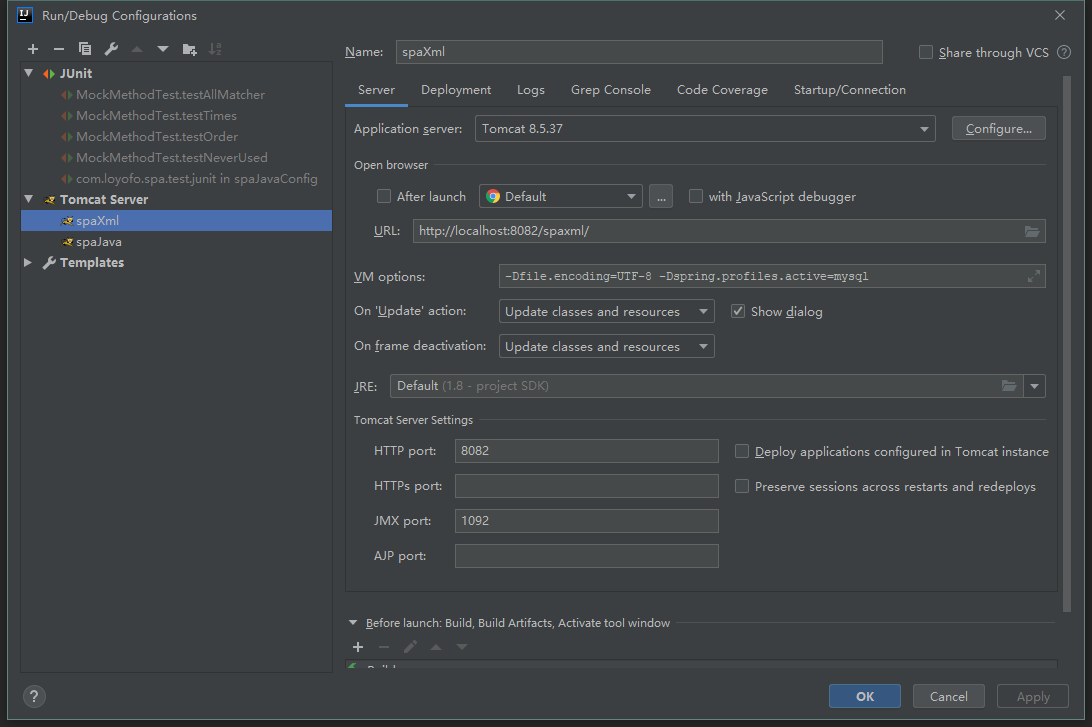 IJ
Run/Debug Configurations
Name: spaXml
Share through VCS ?
JUnit
MockMethodTest.testAllMatcher
MockMethodTest.testTimes
MockMethodTest.testOrder
MockMethodTest.testNeverUsed
com.loyofo.spa.test.junit in spaJavaConfig
Tomcat Server
spaXml
spaJava
Templates
Server Deployment Logs Grep Console Code Coverage Startup/Connection
Application server: Tomcat 8.5.37 Configure...
Open browser
After launch Default ... with JavaScript debugger
URL: http://localhost:8082/spaxml/
VM options: -Dfile.encoding=UTF-8 -Dspring.profiles.active=mysql
On 'Update' action: Update classes and resources Show dialog
On frame deactivation: Update classes and resources
JRE: Default (1.8 - project SDK)
Tomcat Server Settings
HTTP port: 8082 Deploy applications configured in Tomcat instance
HTTPs port: Preserve sessions across restarts and redeploys
JMX port: 1092
AJP port:
Before launch: Build, Build Artifacts, Activate tool window
? OK Cancel Apply